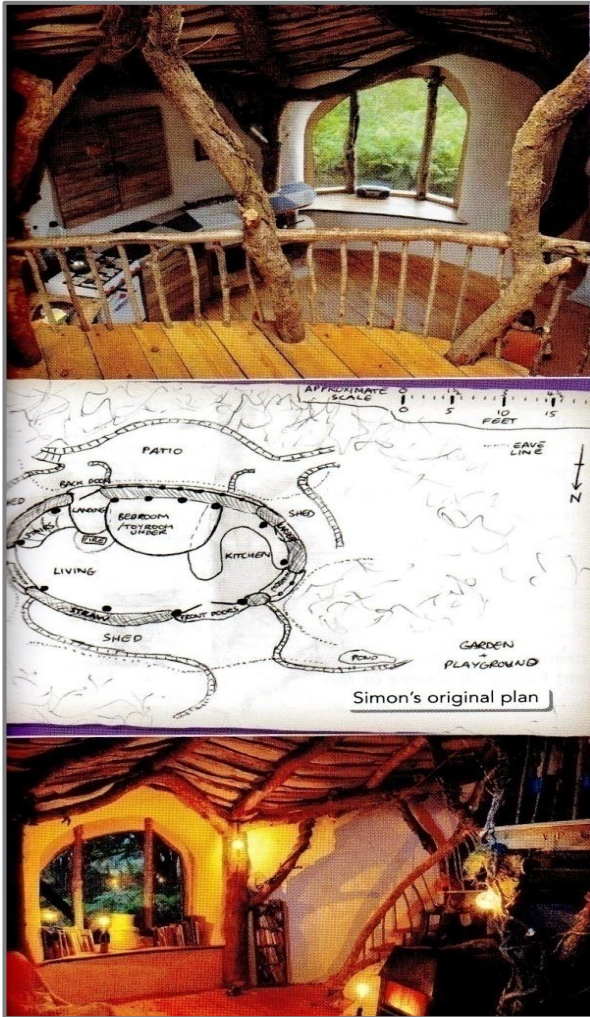 APPROXIMATE
SCALE
0 5 10 15
FEET
EAVE
LINE
N
PATIO
BACK DOOR
SHED
LANDING
BEDROOM
/TOYROOM
UNDER
FIRE
KITCHEN
LIVING
STRAW
FRONT DOORS
SHED
POND
GARDEN
+
PLAYGROUND
Simon's original plan